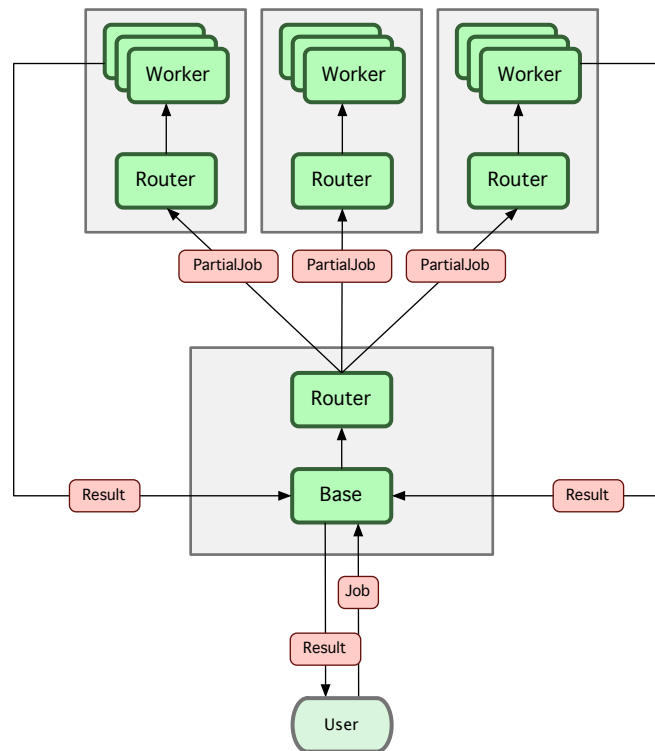 Worker
Worker
Worker
Router
Router
Router
PartialJob
PartialJob
PartialJob
Router
Result
Base
Result
Job
Result
User